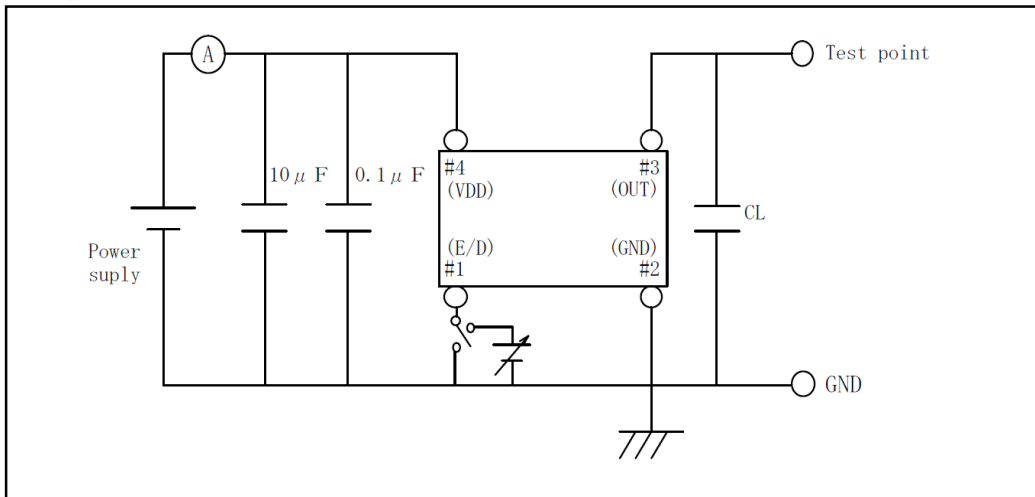 A
Test point
10μF
0.1μF
#4
(VDD)
#3
(OUT)
CL
Power
suply
(E/D)
#1
(GND)
#2
GND